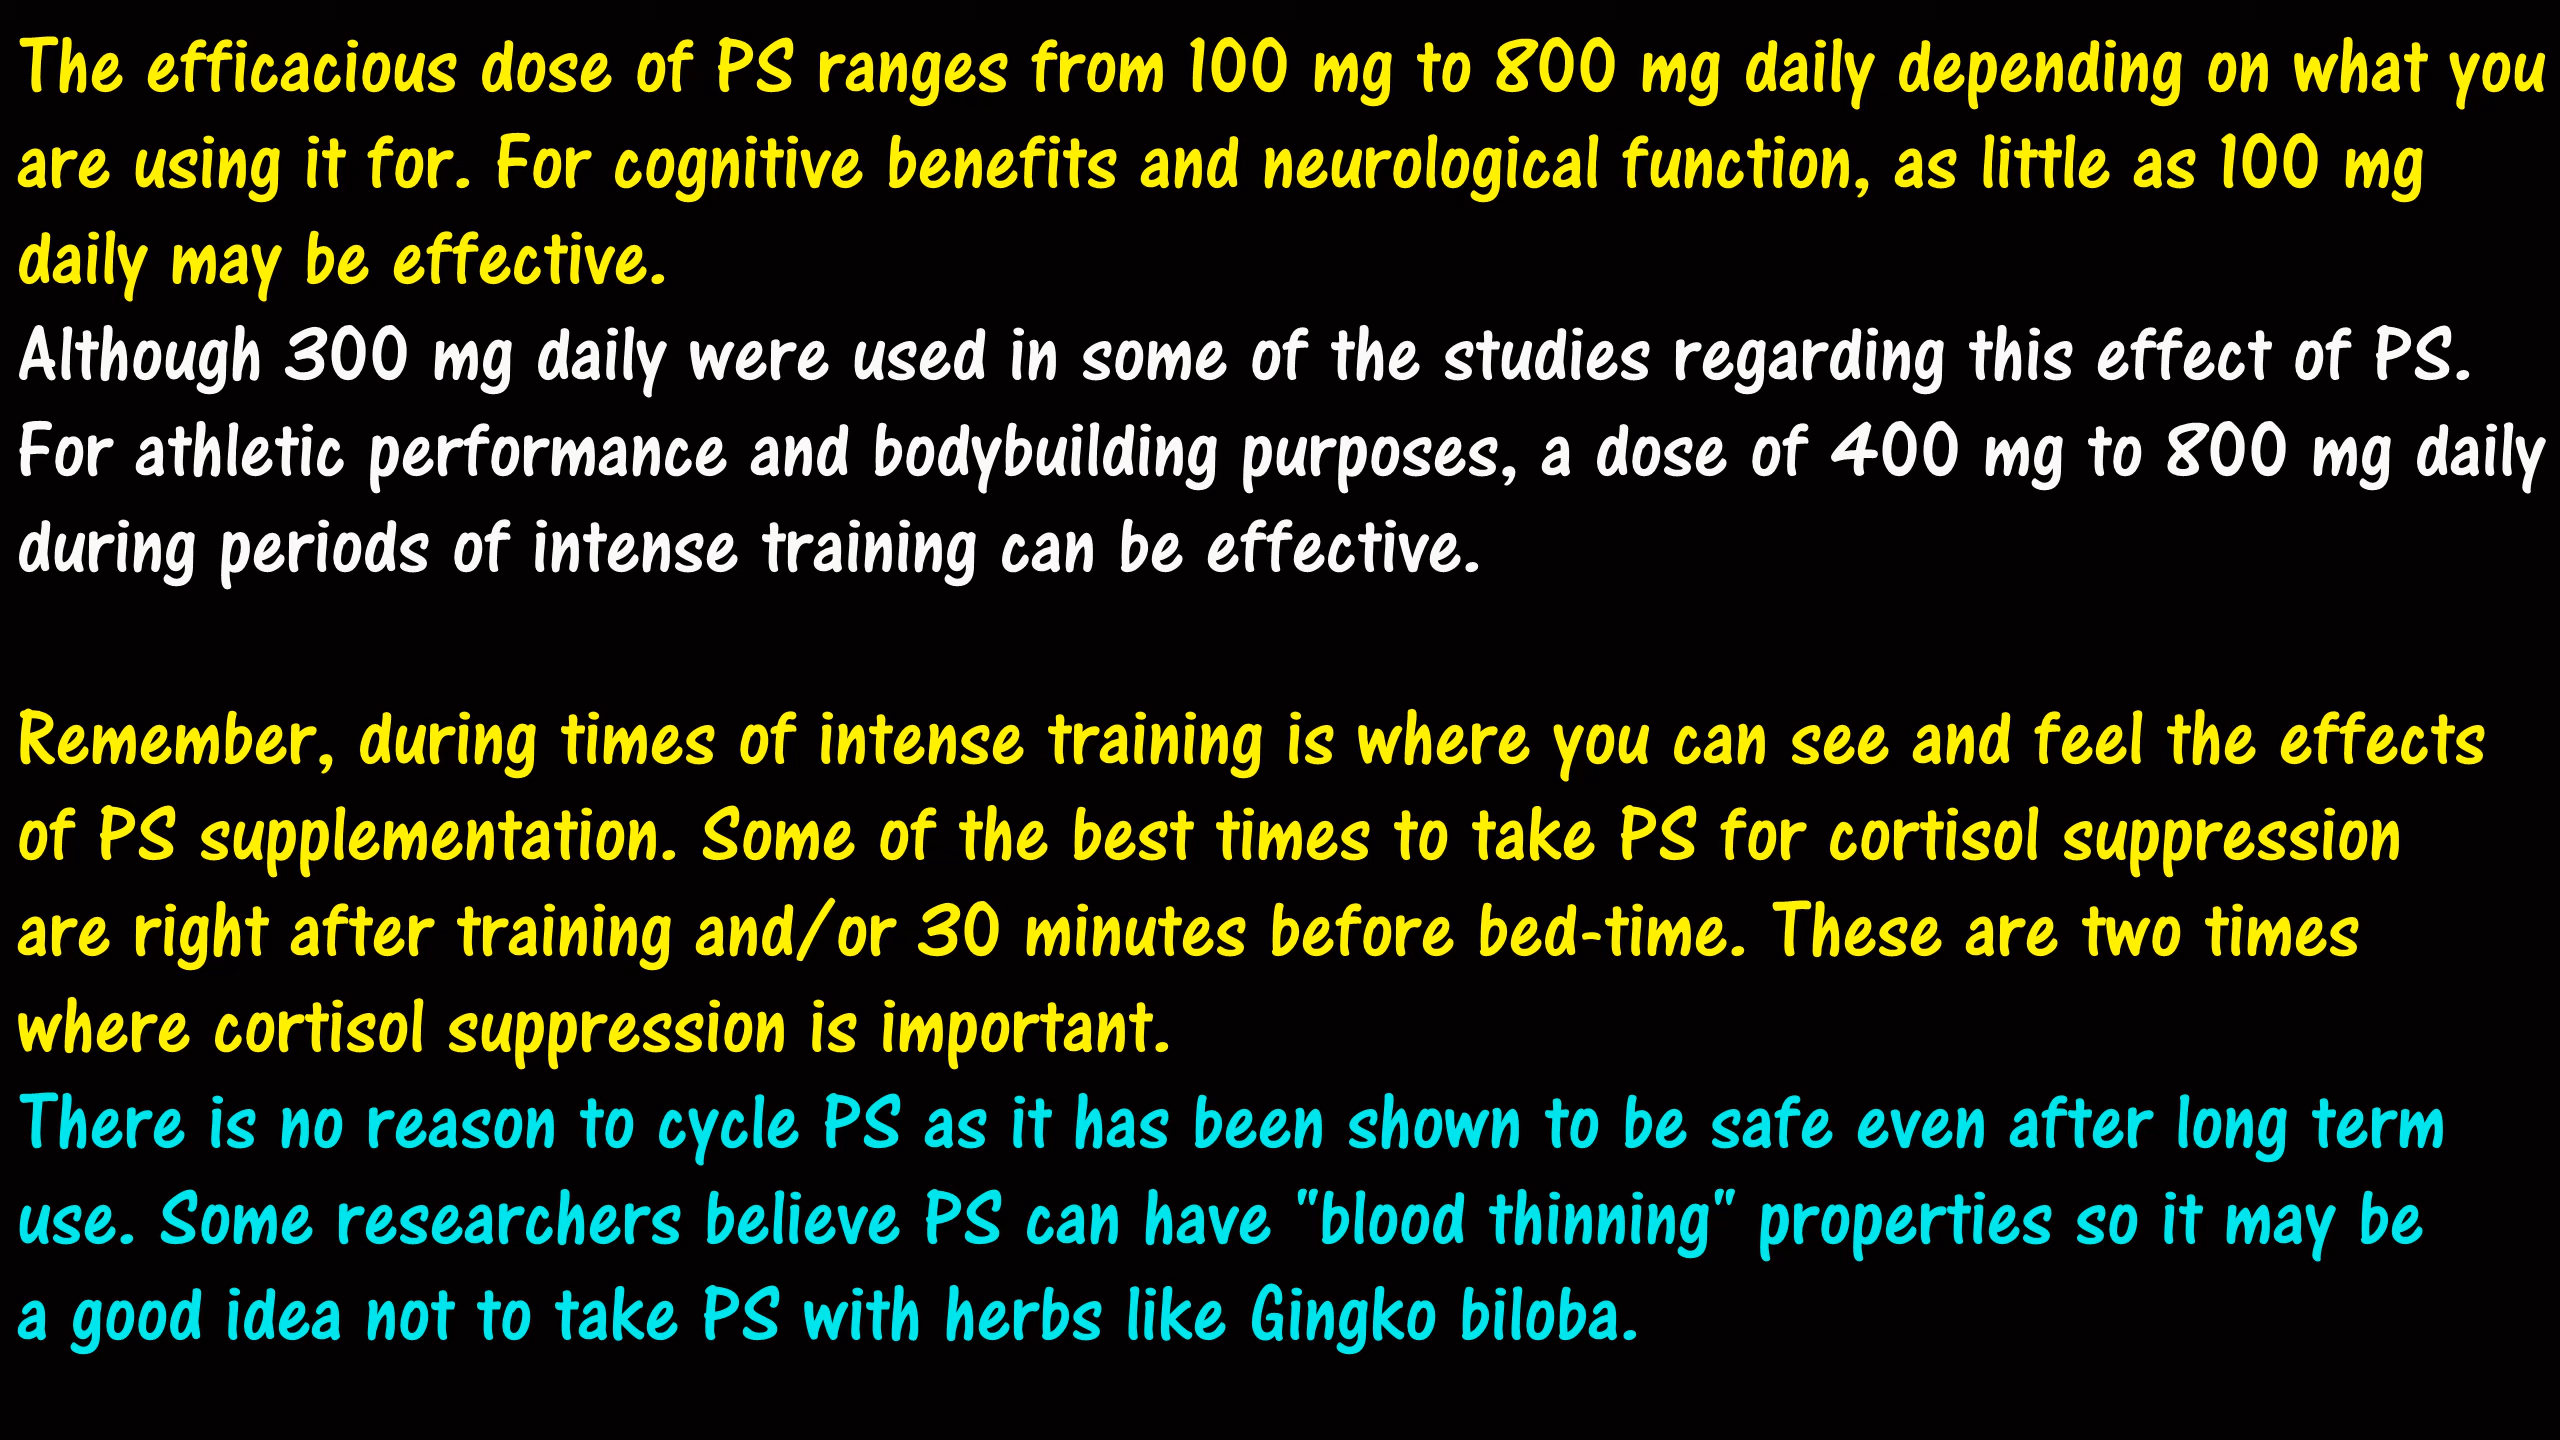 The efficacious dose of PS ranges from 100 mg to 800 mg daily depending on what you
are using it for. For cognitive benefits and neurological function, as little as 100 mg
daily may be effective.
Although 300 mg daily were used in some of the studies regarding this effect of PS.
For athletic performance and bodybuilding purposes, a dose of 400 mg to 800 mg daily
during periods of intense training can be effective.
Remember, during times of intense training is where you can see and feel the effects
of PS supplementation. Some of the best times to take PS for cortisol suppression
are right after training and/or 30 minutes before bed-time. These are two times
where cortisol suppression is important.
There is no reason to cycle PS as it has been shown to be safe even after long term
use. Some researchers believe PS can have "blood thinning" properties so it may be
a good idea not to take PS with herbs like Gingko biloba.